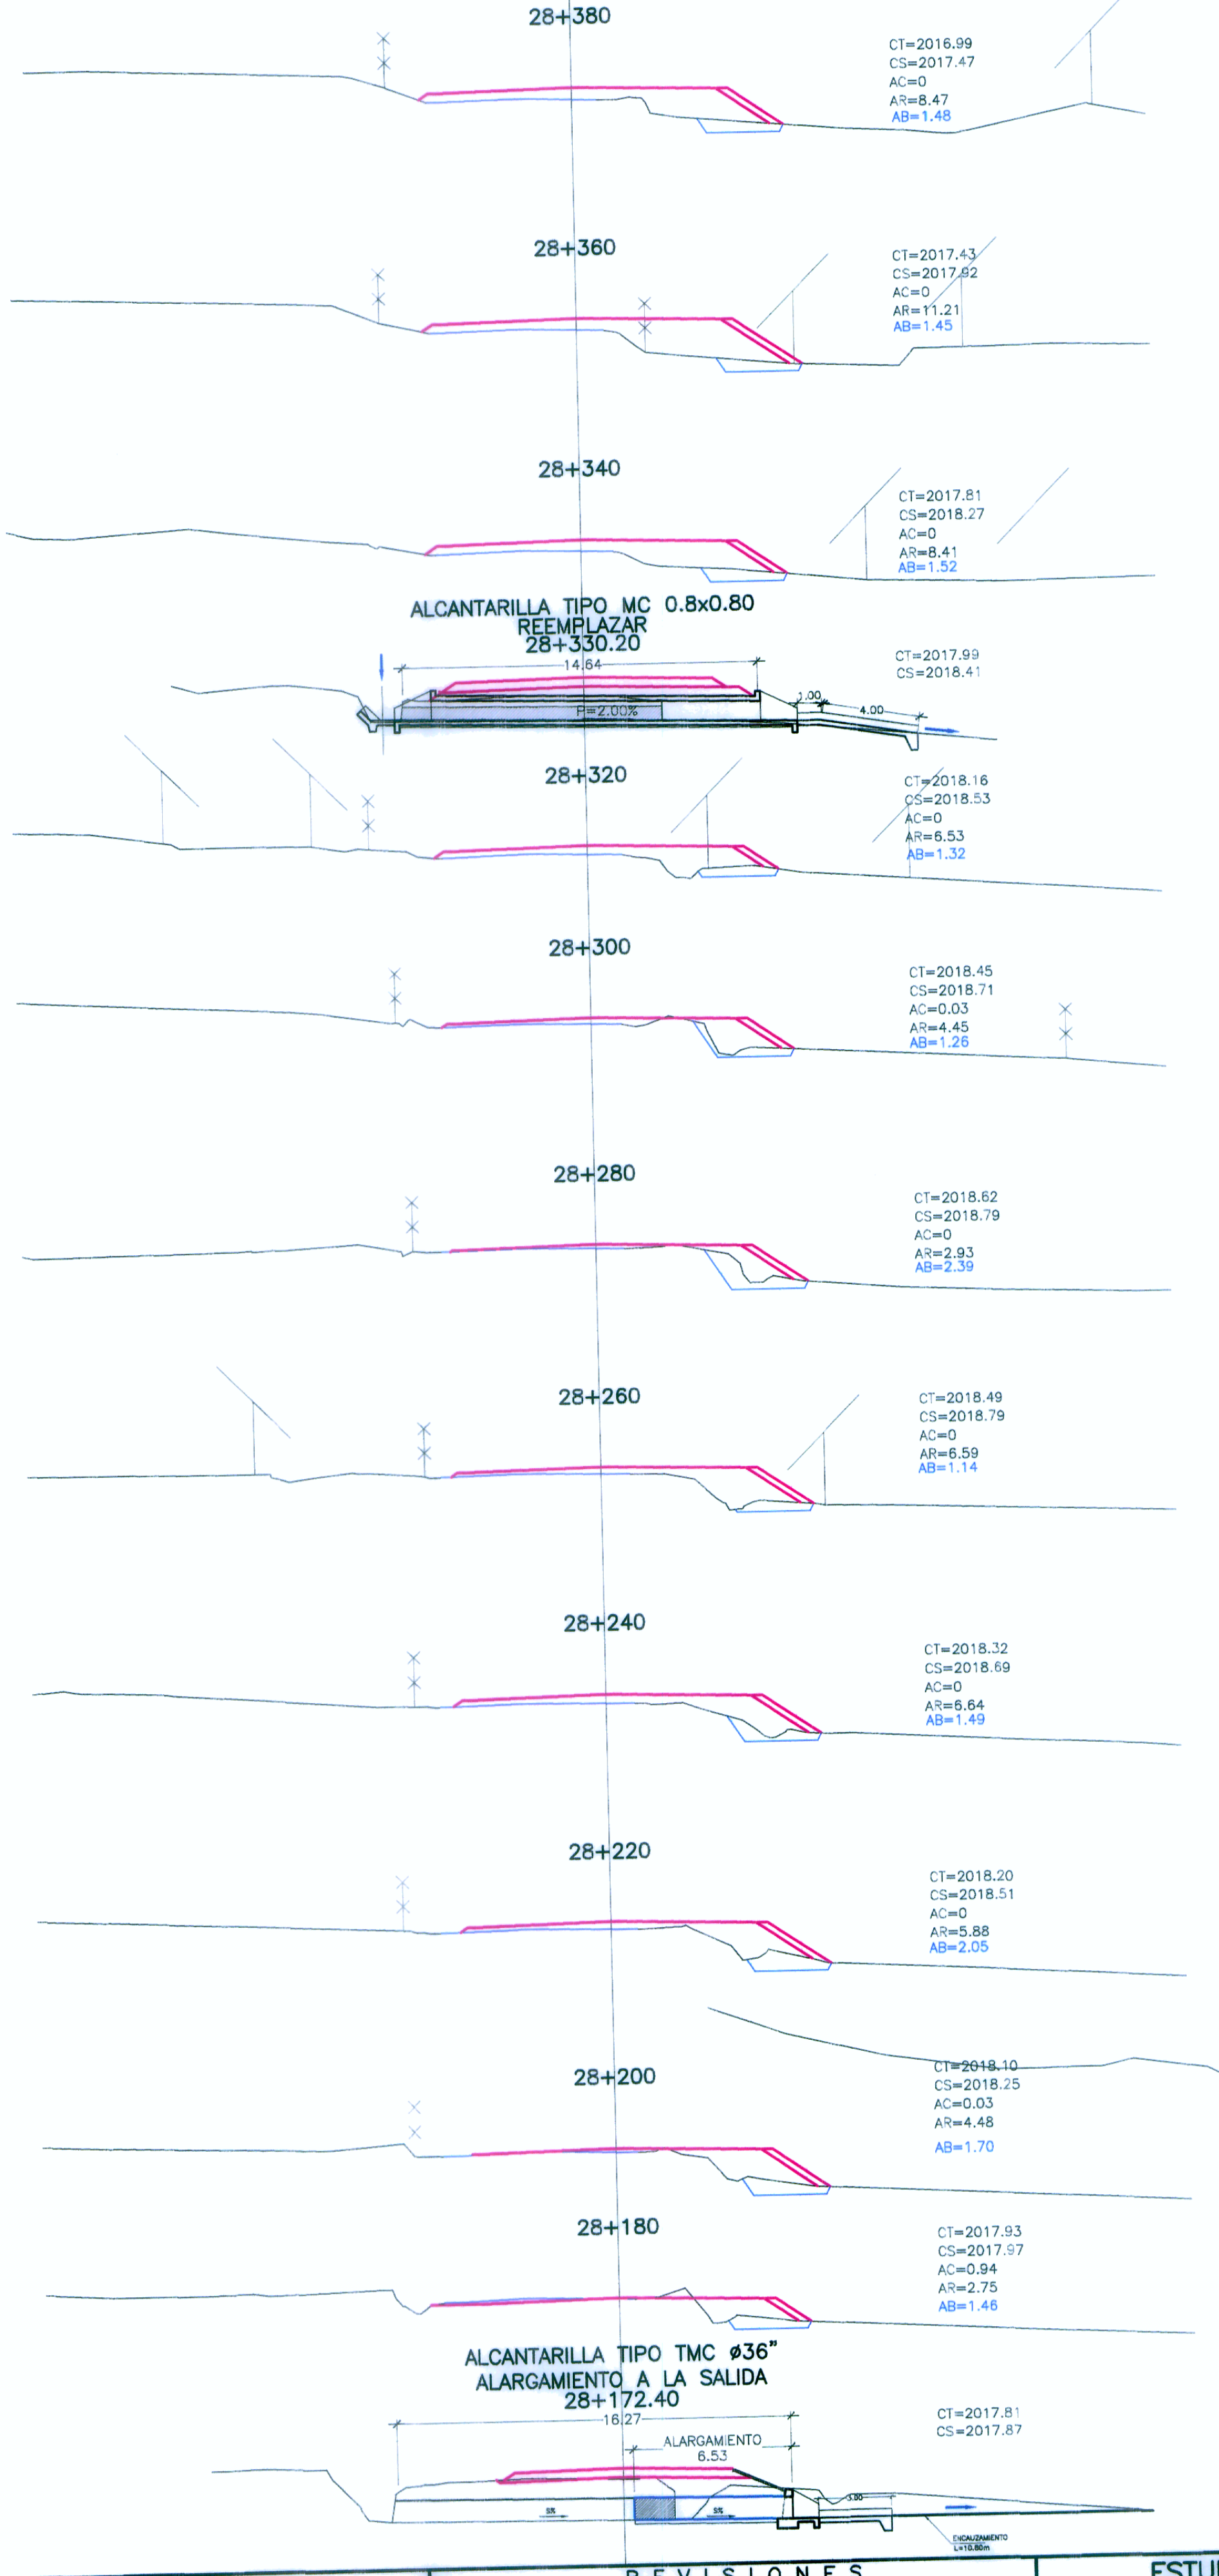 28+380
CT=2016.99
CS=2017.47
AC=0
AR=8.47
AB=1.48
28+360
CT=2017.43
CS=2017.92
AC=0
AR=11.21
AB=1.45
28+340
CT=2017.81
CS=2018.27
AC=0
AR=8.41
AB=1.52
ALCANTARILLA TIPO MC 0.8x0.80
REEMPLAZAR
28+330.20
CT=2017.99
CS=2018.41
14.64
1.00
4.00
P=2.00%
28+320
CT=2018.16
CS=2018.53
AC=0
AR=6.53
AB=1.32
28+300
CT=2018.45
CS=2018.71
AC=0.03
AR=4.45
AB=1.26
28+280
CT=2018.62
CS=2018.79
AC=0
AR=2.93
AB=2.39
28+260
CT=2018.49
CS=2018.79
AC=0
AR=6.59
AB=1.14
28+240
CT=2018.32
CS=2018.69
AC=0
AR=6.64
AB=1.49
28+220
CT=2018.20
CS=2018.51
AC=0
AR=5.88
AB=2.05
28+200
CT=2018.10
CS=2018.25
AC=0.03
AR=4.48
AB=1.70
28+180
CT=2017.93
CS=2017.97
AC=0.94
AR=2.75
AB=1.46
ALCANTARILLA TIPO TMC ø36"
ALARGAMIENTO A LA SALIDA
28+172.40
CT=2017.81
CS=2017.87
16.27
ALARGAMIENTO
6.53
3.00
S%
S%
ENCAUZAMIENTO
L=10.80m
REVISIONES
ESTU